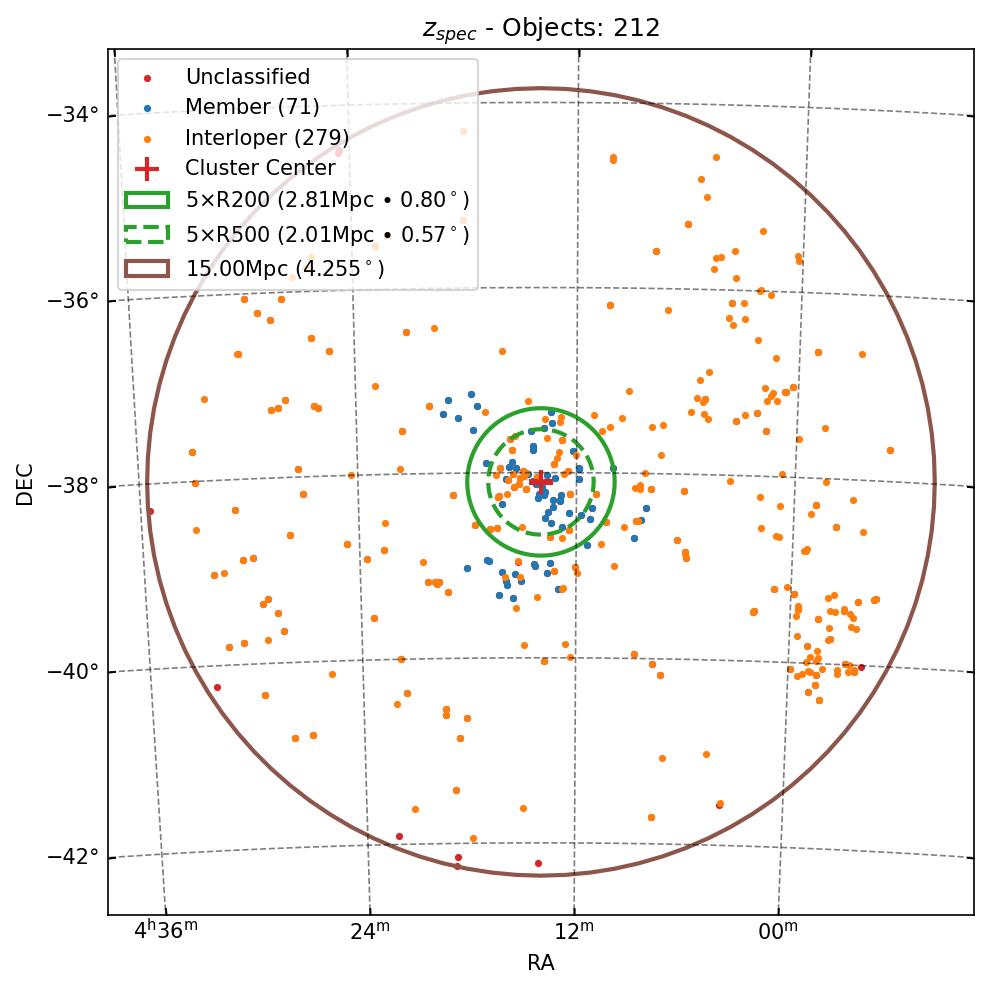 z_spec - Objects: 212
Unclassified
Member (71)
Interloper (279)
Cluster Center
5×R200 (2.81Mpc • 0.80°)
5×R500 (2.01Mpc • 0.57°)
15.00Mpc (4.255°)
−34°
−36°
−38°
−40°
−42°
DEC
4h36m 24m 12m 00m
RA